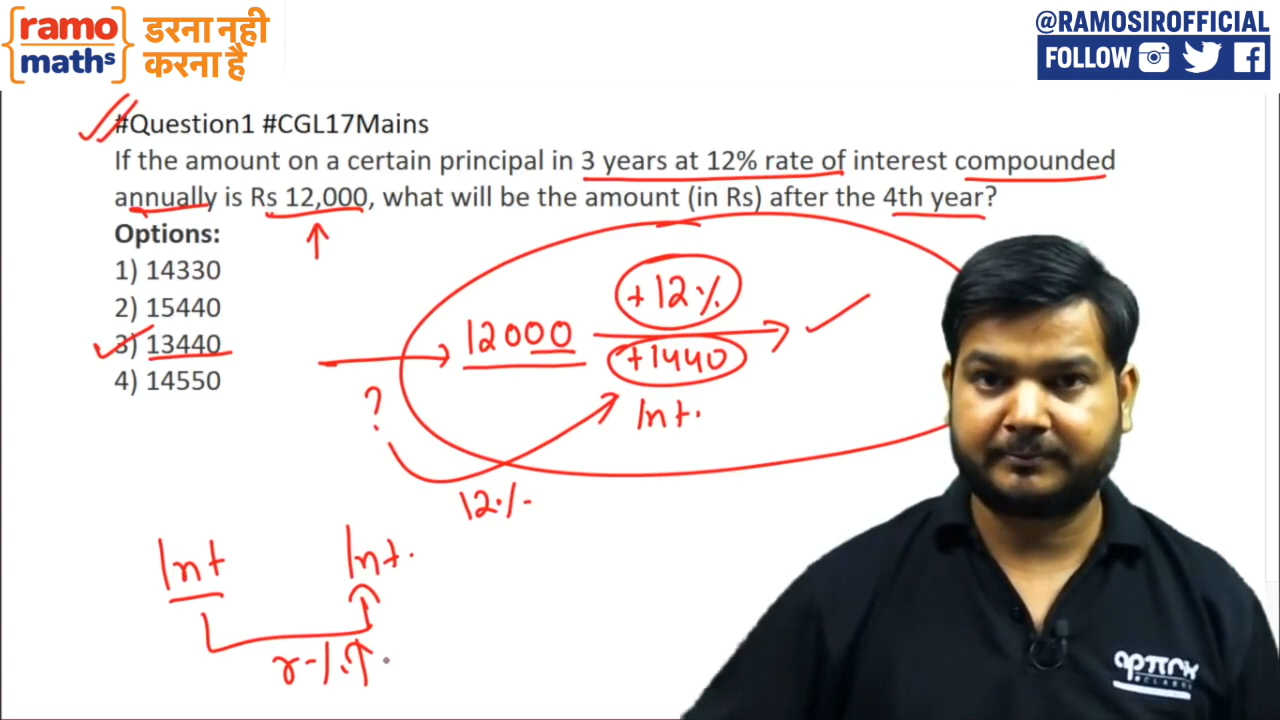 ramo
maths
डरना नही
करना है
@RAMOSIROFFICIAL
FOLLOW
#Question1 #CGL17Mains
If the amount on a certain principal in 3 years at 12% rate of interest compounded
annually is Rs 12,000, what will be the amount (in Rs) after the 4th year?
Options:
1) 14330
2) 15440
3) 13440
4) 14550
+12%
12000
+1440
Int.
?
12%
Int
Int.
r%↑
apttrix
CLASSES